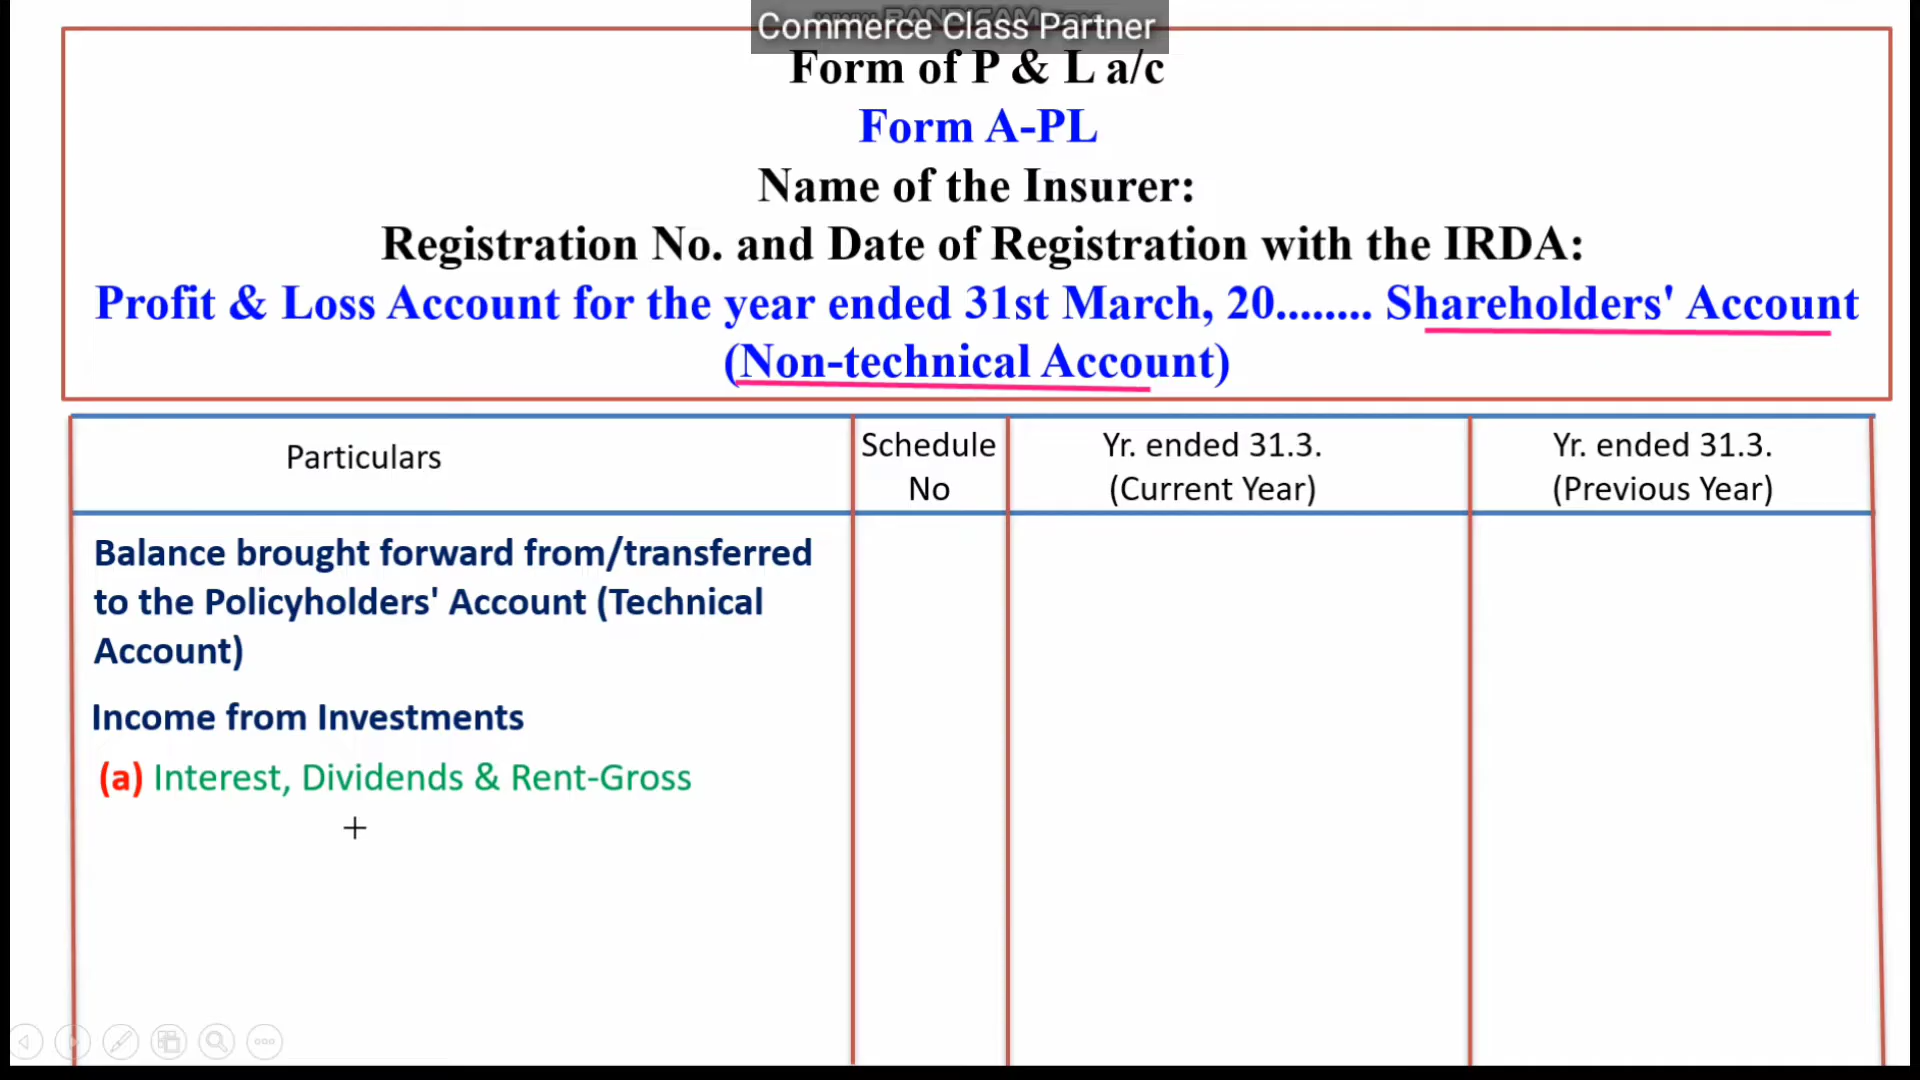 Commerce Class Partner
Form of P & L a/c
Form A-PL
Name of the Insurer:
Registration No. and Date of Registration with the IRDA:
Profit & Loss Account for the year ended 31st March, 20........ Shareholders' Account
(Non-technical Account)
Particulars
Schedule
No
Yr. ended 31.3.
(Current Year)
Yr. ended 31.3.
(Previous Year)
Balance brought forward from/transferred
to the Policyholders' Account (Technical
Account)
Income from Investments
(a) Interest, Dividends & Rent-Gross